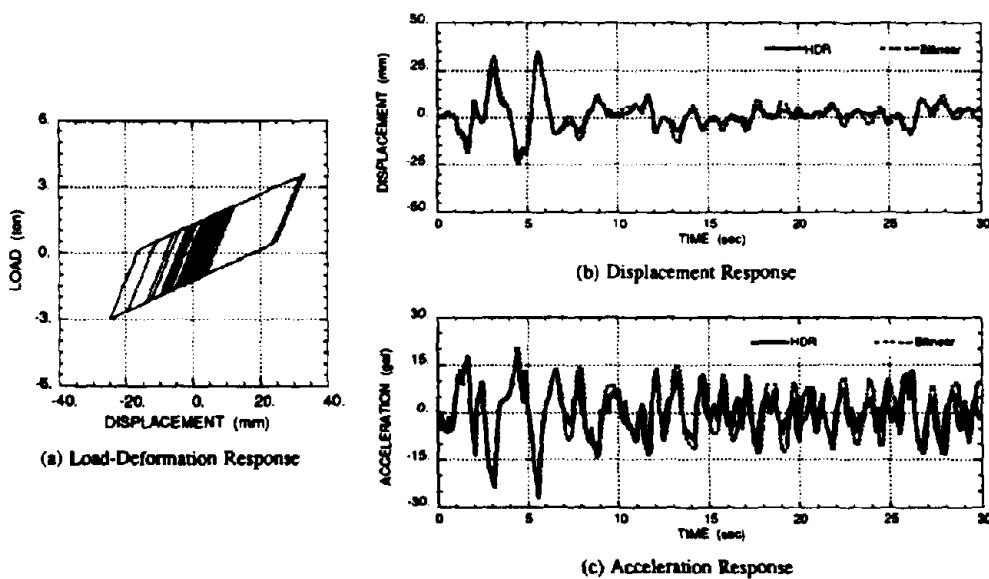 LOAD (ton)
6.
3.
0.
-3.
-6.
-40. -20. 0. 20. 40.
DISPLACEMENT (mm)
(a) Load-Deformation Response
DISPLACEMENT (mm)
50.
25.
0.
-25.
-50.
HDR Bilinear
0 5 10 15 20 25 30
TIME (sec)
(b) Displacement Response
ACCELERATION (gal)
30.
15.
0.
-15.
-30.
HDR Bilinear
0 5 10 15 20 25 30
TIME (sec)
(c) Acceleration Response